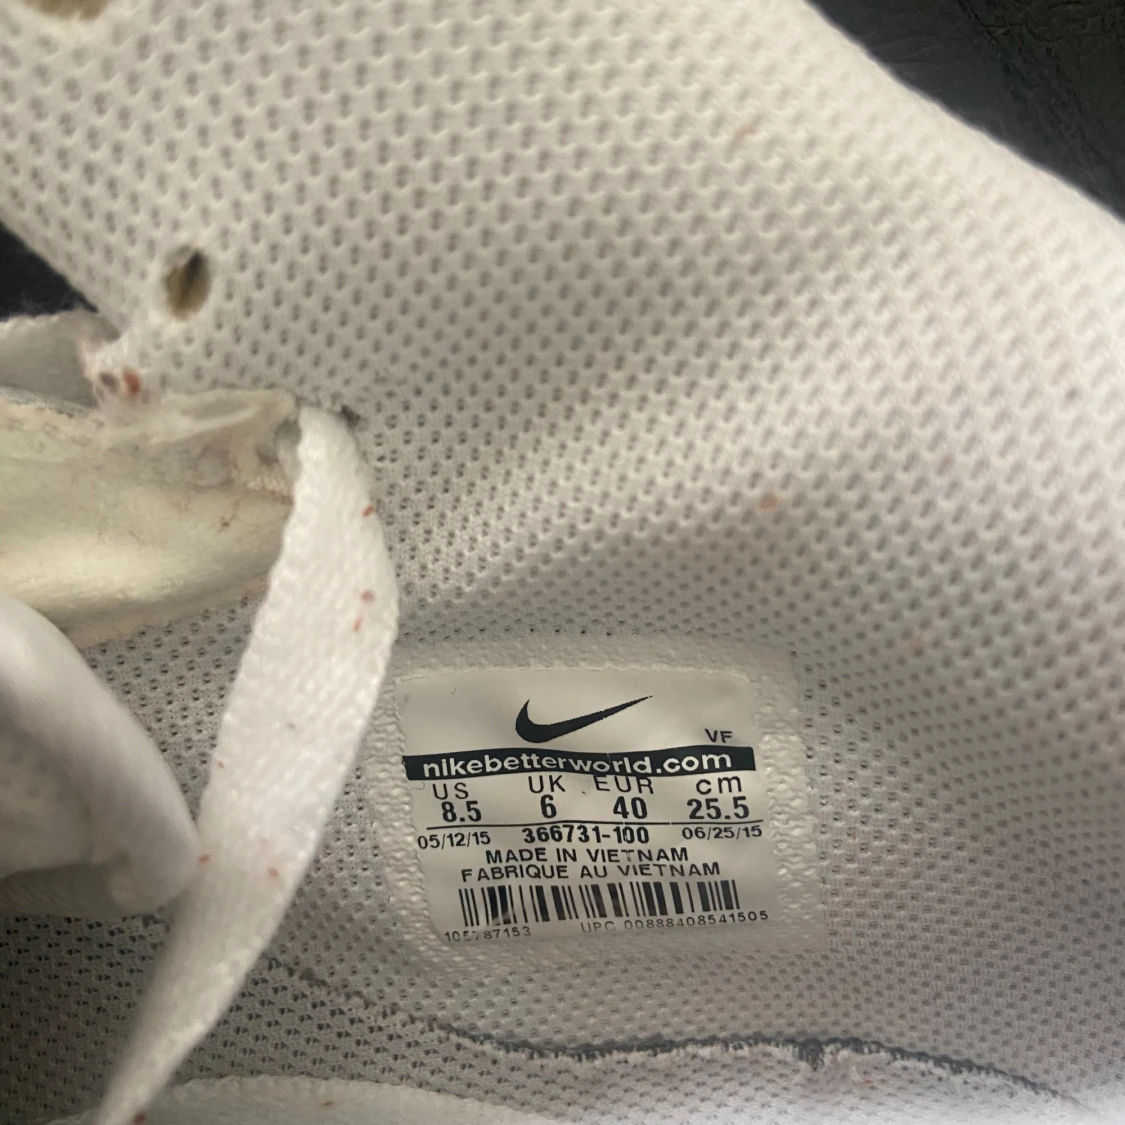 VF
nikebetterworld.com
US UK EUR cm
8.5 6 40 25.5
05/12/15 366731-100 06/25/15
MADE IN VIETNAM
FABRIQUE AU VIETNAM
105787153 UPC 00888408541505